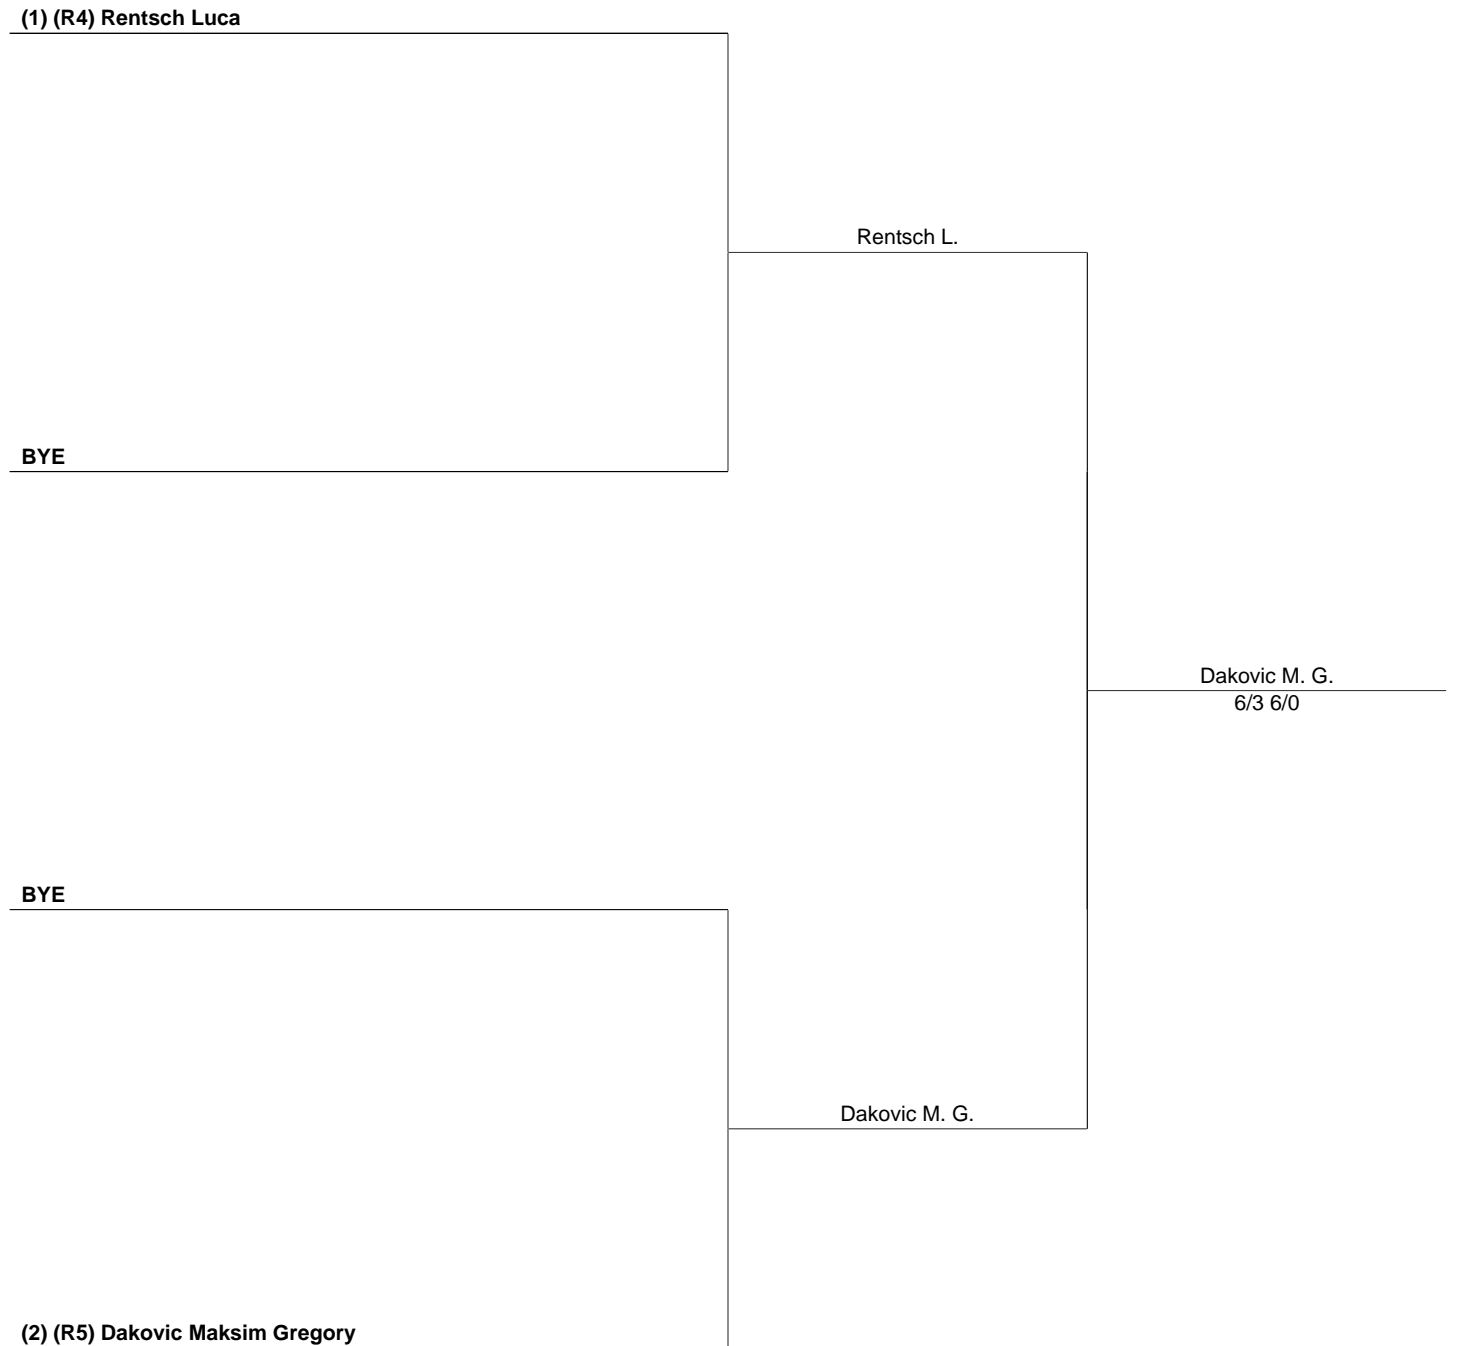 (1) (R4) Rentsch Luca
Rentsch L.
BYE
Dakovic M. G.
6/3 6/0
BYE
Dakovic M. G.
(2) (R5) Dakovic Maksim Gregory